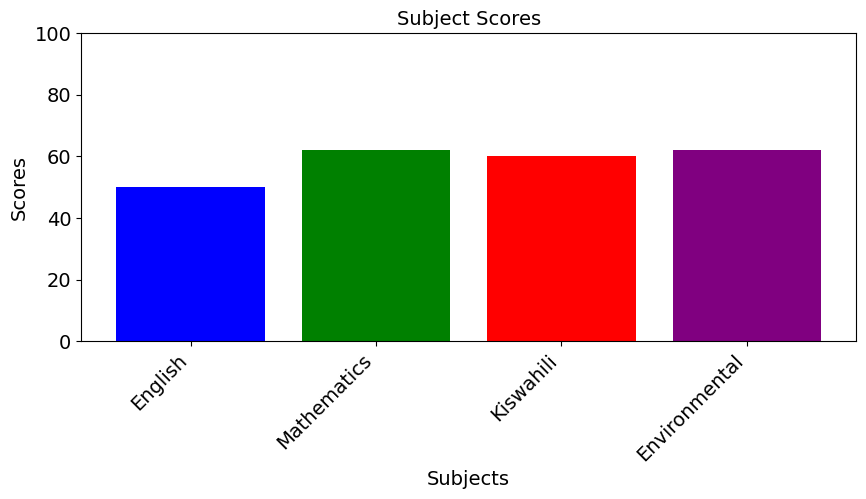 Subject Scores
100
80
60
40
20
0
Scores
English
Mathematics
Kiswahili
Environmental
Subjects